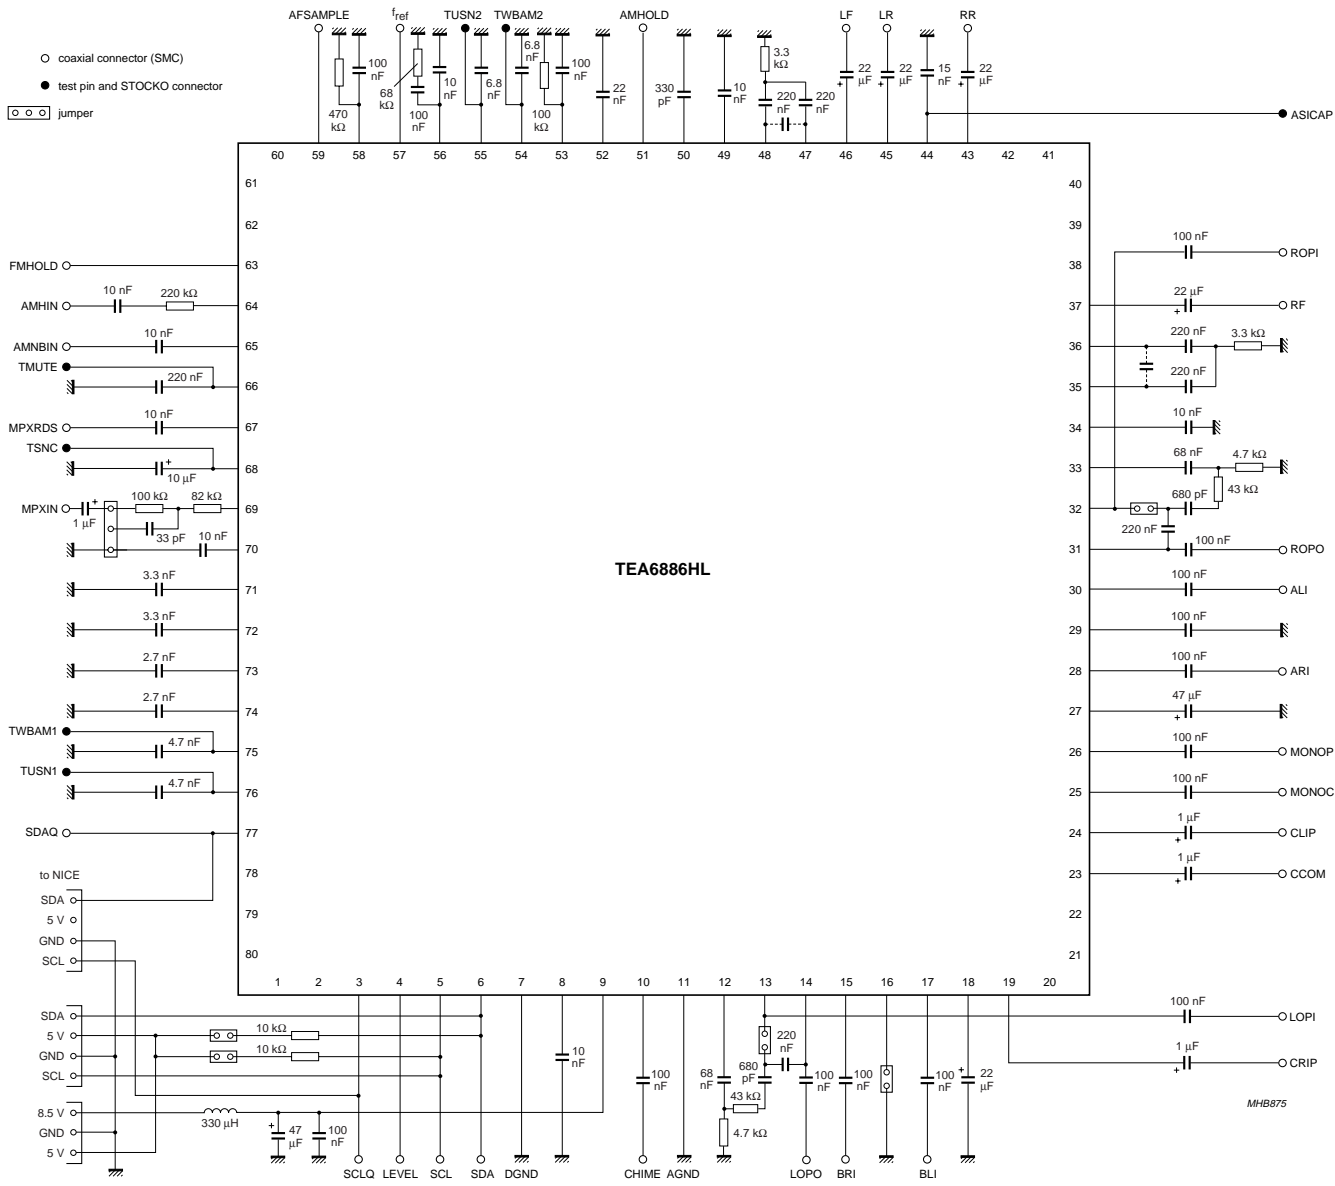 AFSAMPLE
fref
TUSN2
TWBAM2
AMHOLD
LF
LR
RR
coaxial connector (SMC)
test pin and STOCKO connector
jumper
470 kΩ
100 nF
68 kΩ
100 nF
10 nF
6.8 nF
6.8 nF
100 kΩ
100 nF
22 nF
330 pF
10 nF
3.3 kΩ
220 nF
220 nF
22 µF
+
22 µF
+
15 nF
22 µF
+
ASICAP
60 59 58 57 56 55 54 53 52 51 50 49 48 47 46 45 44 43 42 41
61
62
FMHOLD 63
AMHIN 10 nF 220 kΩ 64
AMNBIN 10 nF 65
TMUTE
220 nF 66
MPXRDS 10 nF 67
TSNC
+
10 µF 68
MPXIN + 1 µF 100 kΩ 82 kΩ 69
33 pF
10 nF 70
3.3 nF 71
3.3 nF 72
2.7 nF 73
2.7 nF 74
TWBAM1
4.7 nF 75
TUSN1
4.7 nF 76
SDAQ 77
78
79
80
TEA6886HL
40
39
38 100 nF ROPI
37 22 µF + RF
36 220 nF 3.3 kΩ
35 220 nF
34 10 nF
33 68 nF 4.7 kΩ
43 kΩ
32 680 pF
220 nF
31 100 nF ROPO
30 100 nF ALI
29 100 nF
28 100 nF ARI
27 47 µF +
26 100 nF MONOP
25 100 nF MONOC
24 1 µF + CLIP
23 1 µF + CCOM
22
21
to NICE
SDA
5 V
GND
SCL
1 2 3 4 5 6 7 8 9 10 11 12 13 14 15 16 17 18 19 20
SDA
5 V 10 kΩ
GND 10 kΩ
SCL
8.5 V
GND
5 V
330 µH
+
47 µF
100 nF
10 nF
100 nF
68 nF
680 pF
220 nF
43 kΩ
4.7 kΩ
100 nF
100 nF
100 nF
+
22 µF
100 nF LOPI
1 µF + CRIP
MHB875
SCLQ
LEVEL
SCL
SDA
DGND
CHIME
AGND
LOPO
BRI
BLI